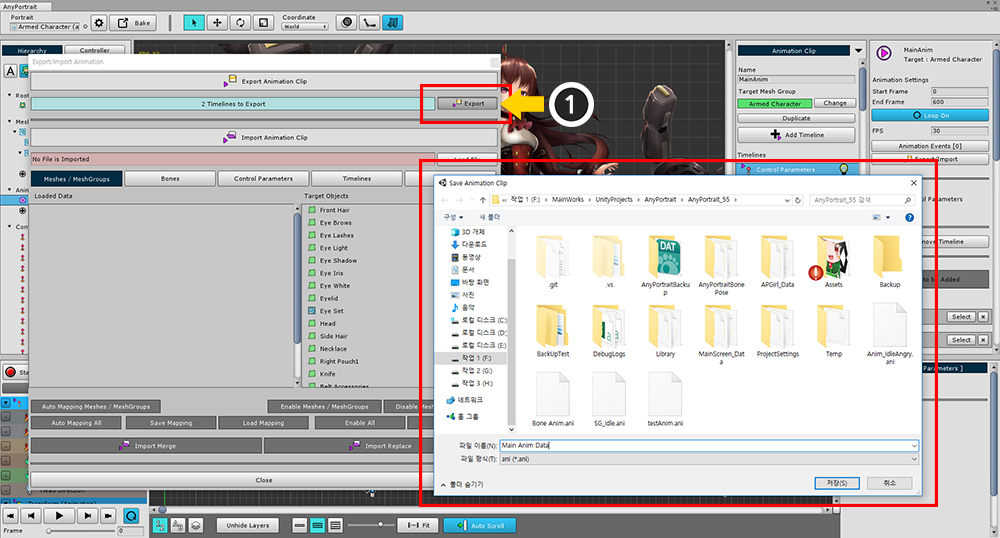 AnyPortrait
Portrait
Armed Character (a
Bake
Coordinate
World
Hierarchy
Controller
Export/Import Animation
Export Animation Clip
2 Timelines to Export
Export
1
Import Animation Clip
No File is Imported
Meshes / MeshGroups
Bones
Control Parameters
Timelines
Loaded Data
Target Objects
Front Hair
Eye Brows
Eye Lashes
Eye Light
Eye Shadow
Eye Iris
Eye White
Eyelid
Eye Set
Head
Side Hair
Necklace
Right Pouch1
Knife
Belt Accessories
Auto Mapping Meshes / MeshGroups
Enable Meshes / MeshGroups
Auto Mapping All
Save Mapping
Load Mapping
Enable All
Import Merge
Import Replace
Close
Save Animation Clip
작업 1 (F:) > MainWorks > UnityProjects > AnyPortrait > AnyPortrait_55
AnyPortrait_55 검색
구성
새 폴더
3D 개체
다운로드
동영상
문서
바탕 화면
사진
음악
로컬 디스크 (C:)
로컬 디스크 (D:)
로컬 디스크 (E:)
작업 1 (F:)
작업 2 (G:)
작업 3 (H:)
네트워크
홈 그룹
.git
.vs
DAT
AnyPortraitBackup
AnyPortraitBonePose
APGirl_Data
Assets
Backup
BackUpTest
DebugLogs
Library
MainScreen_Data
ProjectSettings
Temp
Anim_IdleAngry.ani
Bone Anim.ani
SG_Idle.ani
testAnim.ani
파일 이름(N):
Main Anim Data
파일 형식(T):
ani (*.ani)
폴더 숨기기
저장(S)
취소
Animation Clip
Name
MainAnim
Target Mesh Group
Armed Character
Change
Duplicate
Add Timeline
Timelines
Control Parameters
MainAnim
Target : Armed Character
Animation Settings
Start Frame
0
End Frame
600
Loop On
FPS
30
Animation Events [0]
Export/Import
Select
Select
Frame
0
Unhide Layers
Fit
Auto Scroll